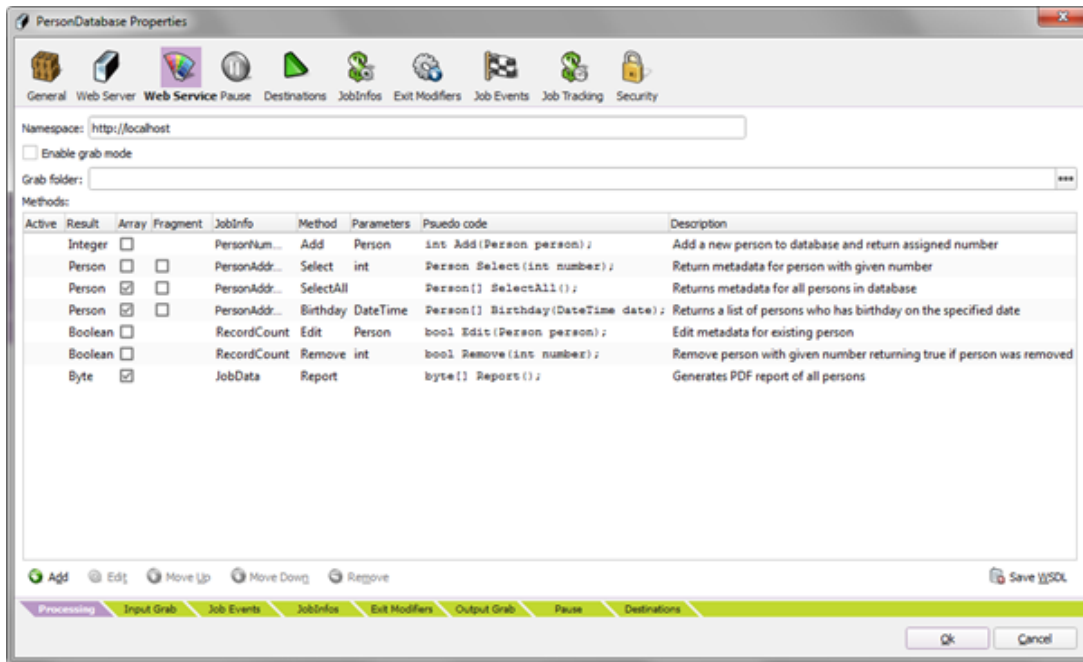 PersonDatabase Properties
General Web Server Web Service Pause Destinations JobInfos Exit Modifiers Job Events Job Tracking Security
Namespace: http://localhost
Enable grab mode
Grab folder:
Methods:
Active Result Array Fragment JobInfo Method Parameters Psuedo code Description
Integer PersonNum... Add Person int Add(Person person); Add a new person to database and return assigned number
Person PersonAddr... Select int Person Select(int number); Return metadata for person with given number
Person PersonAddr... SelectAll Person[] SelectAll(); Returns metadata for all persons in database
Person PersonAddr... Birthday DateTime Person[] Birthday(DateTime date); Returns a list of persons who has birthday on the specified date
Boolean RecordCount Edit Person bool Edit(Person person); Edit metadata for existing person
Boolean RecordCount Remove int bool Remove(int number); Remove person with given number returning true if person was removed
Byte JobData Report byte[] Report(); Generates PDF report of all persons
Add Edit Move Up Move Down Remove Save WSDL
Processing Input Grab Job Events JobInfos Exit Modifiers Output Grab Pause Destinations
Ok Cancel